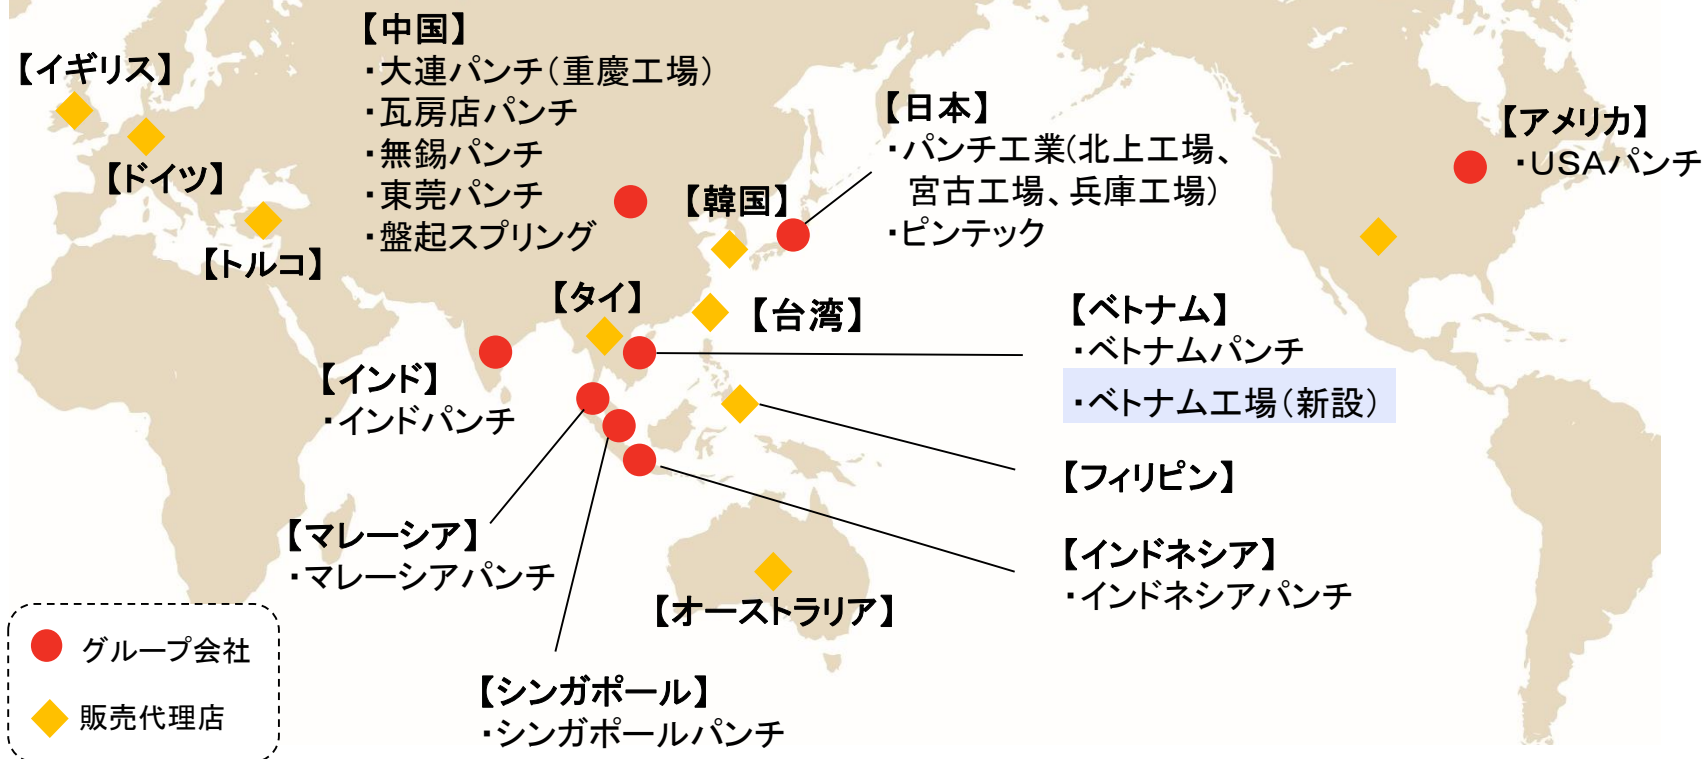 【イギリス】
【ドイツ】
【トルコ】
【中国】
・大連パンチ（重慶工場）
・瓦房店パンチ
・無錫パンチ
・東莞パンチ
・盤起スプリング
【韓国】
【日本】
・パンチ工業(北上工場、
宮古工場、兵庫工場）
・ピンテック
【アメリカ】
・USAパンチ
【タイ】
【台湾】
【インド】
・インドパンチ
【ベトナム】
・ベトナムパンチ
・ベトナム工場（新設）
【フィリピン】
【マレーシア】
・マレーシアパンチ
【インドネシア】
・インドネシアパンチ
【オーストラリア】
【シンガポール】
・シンガポールパンチ
グループ会社
販売代理店